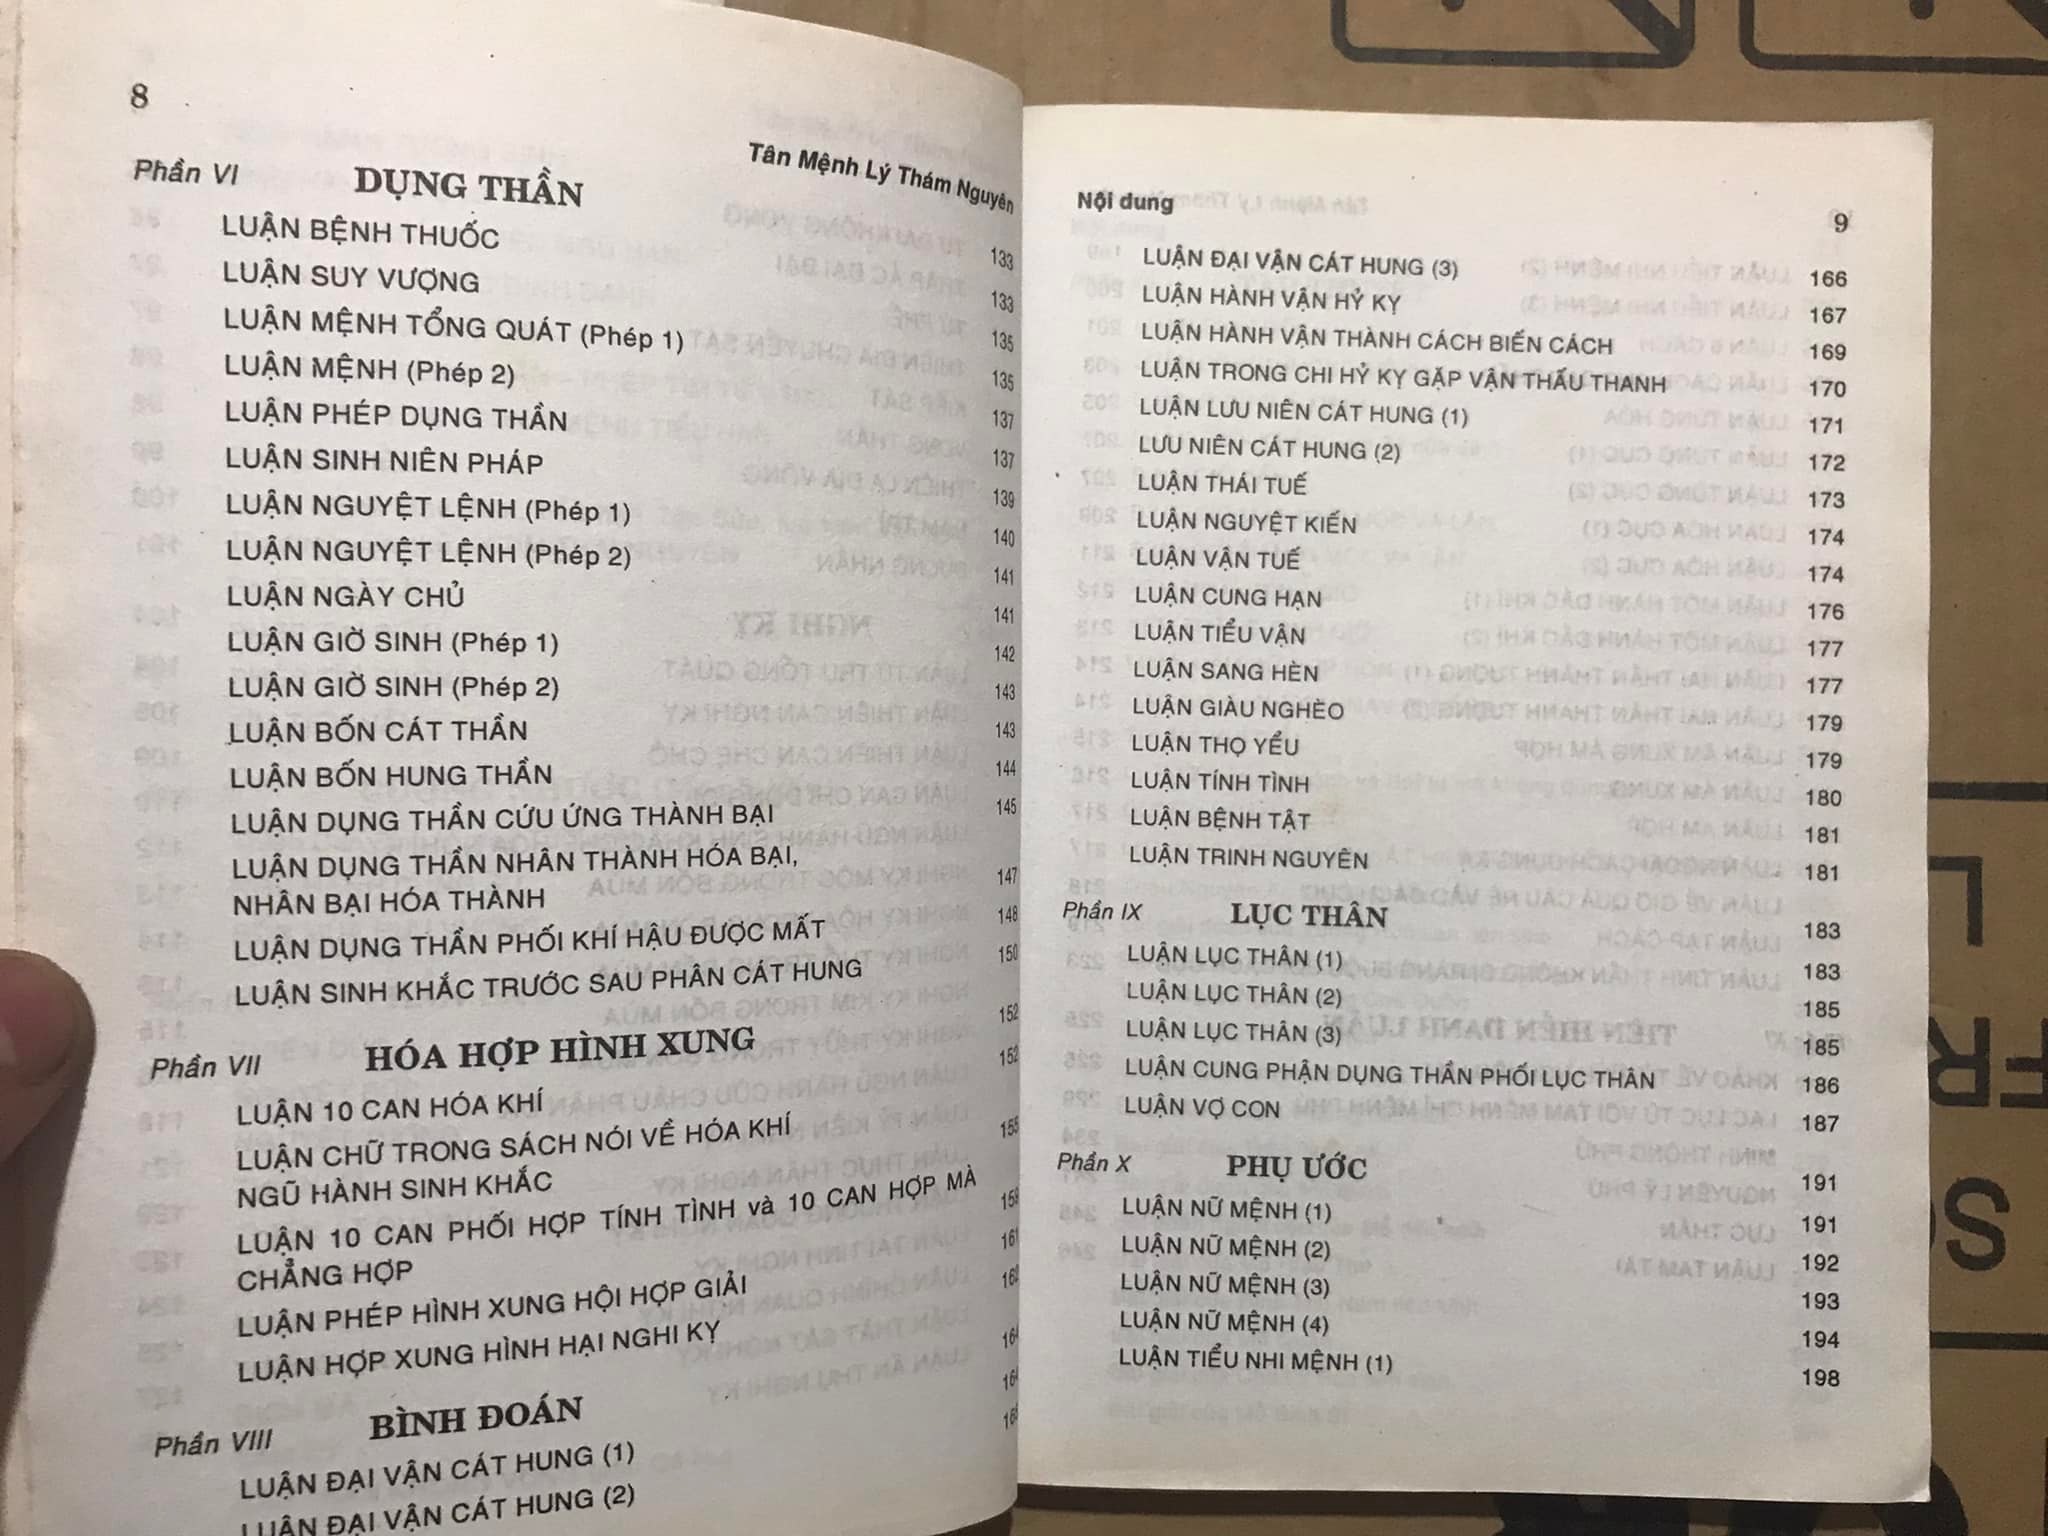 8
Tân Mệnh Lý Thám Nguyên
Phần VI DỤNG THẦN 133
LUẬN BỆNH THUỐC 133
LUẬN SUY VƯỢNG 135
LUẬN MỆNH TỔNG QUÁT (Phép 1) 135
LUẬN MỆNH (Phép 2) 137
LUẬN PHÉP DỤNG THẦN 137
LUẬN SINH NIÊN PHÁP 139
LUẬN NGUYỆT LỆNH (Phép 1) 140
LUẬN NGUYỆT LỆNH (Phép 2) 141
LUẬN NGÀY CHỦ 141
LUẬN GIỜ SINH (Phép 1) 142
LUẬN GIỜ SINH (Phép 2) 143
LUẬN BỐN CÁT THẦN 143
LUẬN BỐN HUNG THẦN 144
LUẬN DỤNG THẦN CỨU ỨNG THÀNH BẠI 145
LUẬN DỤNG THẦN NHÂN THÀNH HÓA BẠI,
NHÂN BẠI HÓA THÀNH 147
LUẬN DỤNG THẦN PHỐI KHÍ HẬU ĐƯỢC MẤT 148
LUẬN SINH KHẮC TRƯỚC SAU PHÂN CÁT HUNG 150
Phần VII HÓA HỢP HÌNH XUNG 152
LUẬN 10 CAN HÓA KHÍ 152
LUẬN CHỮ TRONG SÁCH NÓI VỀ HÓA KHÍ
NGŨ HÀNH SINH KHẮC 155
LUẬN 10 CAN PHỐI HỢP TÍNH TÌNH và 10 CAN HỢP MÀ
CHẲNG HỢP 159
LUẬN PHÉP HÌNH XUNG HỘI HỢP GIẢI 161
LUẬN HỢP XUNG HÌNH HẠI NGHI KỴ 162
Phần VIII BÌNH ĐOÁN 164
LUẬN ĐẠI VẬN CÁT HUNG (1) 164
LUẬN ĐẠI VẬN CÁT HUNG (2) 165
Nội dung 9
LUẬN ĐẠI VẬN CÁT HUNG (3) 166
LUẬN HÀNH VẬN HỶ KỴ 167
LUẬN HÀNH VẬN THÀNH CÁCH BIẾN CÁCH 169
LUẬN TRONG CHI HỶ KỴ GẶP VẬN THẤU THANH 170
LUẬN LƯU NIÊN CÁT HUNG (1) 171
LƯU NIÊN CÁT HUNG (2) 172
LUẬN THÁI TUẾ 173
LUẬN NGUYỆT KIẾN 174
LUẬN VẬN TUẾ 174
LUẬN CUNG HẠN 176
LUẬN TIỂU VẬN 177
LUẬN SANG HÈN 177
LUẬN GIÀU NGHÈO 179
LUẬN THỌ YỂU 179
LUẬN TÍNH TÌNH 180
LUẬN BỆNH TẬT 181
LUẬN TRINH NGUYÊN 181
Phần IX LỤC THÂN 183
LUẬN LỤC THÂN (1) 183
LUẬN LỤC THÂN (2) 185
LUẬN LỤC THÂN (3) 185
LUẬN CUNG PHẬN DỤNG THẦN PHỐI LỤC THÂN 186
LUẬN VỢ CON 187
Phần X PHỤ ƯỚC 191
LUẬN NỮ MỆNH (1) 191
LUẬN NỮ MỆNH (2) 192
LUẬN NỮ MỆNH (3) 193
LUẬN NỮ MỆNH (4) 194
LUẬN TIỂU NHI MỆNH (1) 198